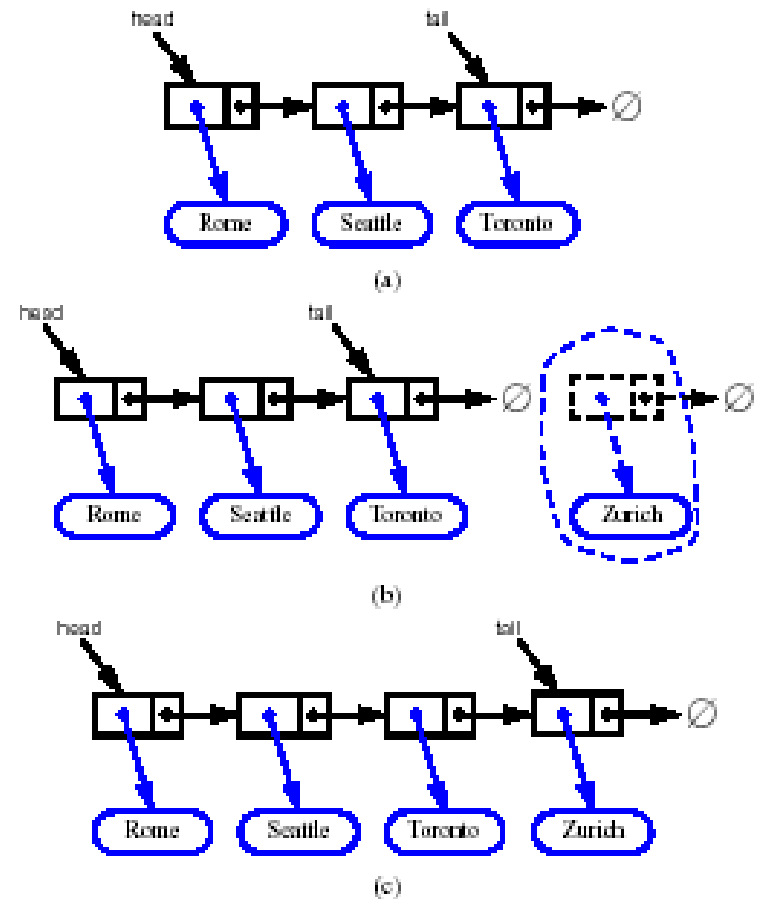 head tail
∅
Rome Seattle Toronto
(a)
head tail
∅ ∅
Rome Seattle Toronto Zurich
(b)
head tail
∅
Rome Seattle Toronto Zurich
(c)